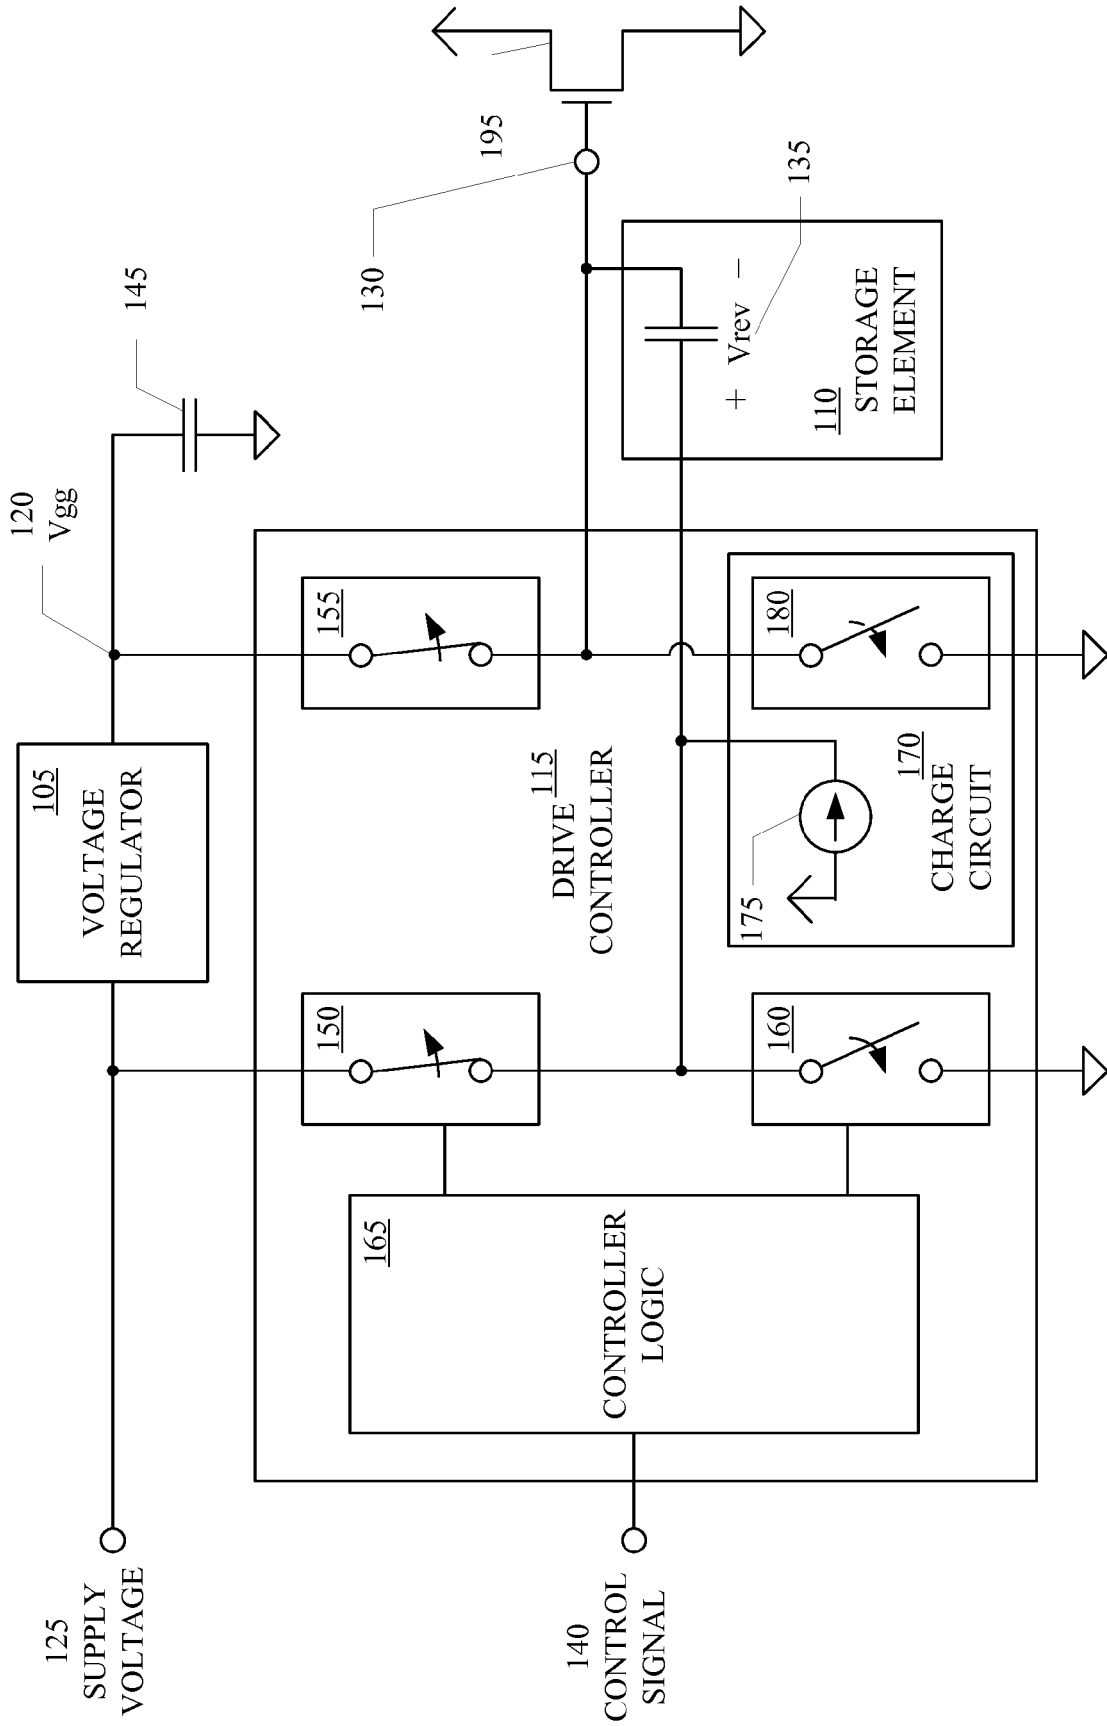 125
SUPPLY
VOLTAGE
105
VOLTAGE
REGULATOR
120
Vgg
145
140
CONTROL
SIGNAL
165
CONTROLLER
LOGIC
150
155
115
DRIVE
CONTROLLER
160
175
170
CHARGE
CIRCUIT
180
130
195
135
+ Vrev −
110
STORAGE
ELEMENT